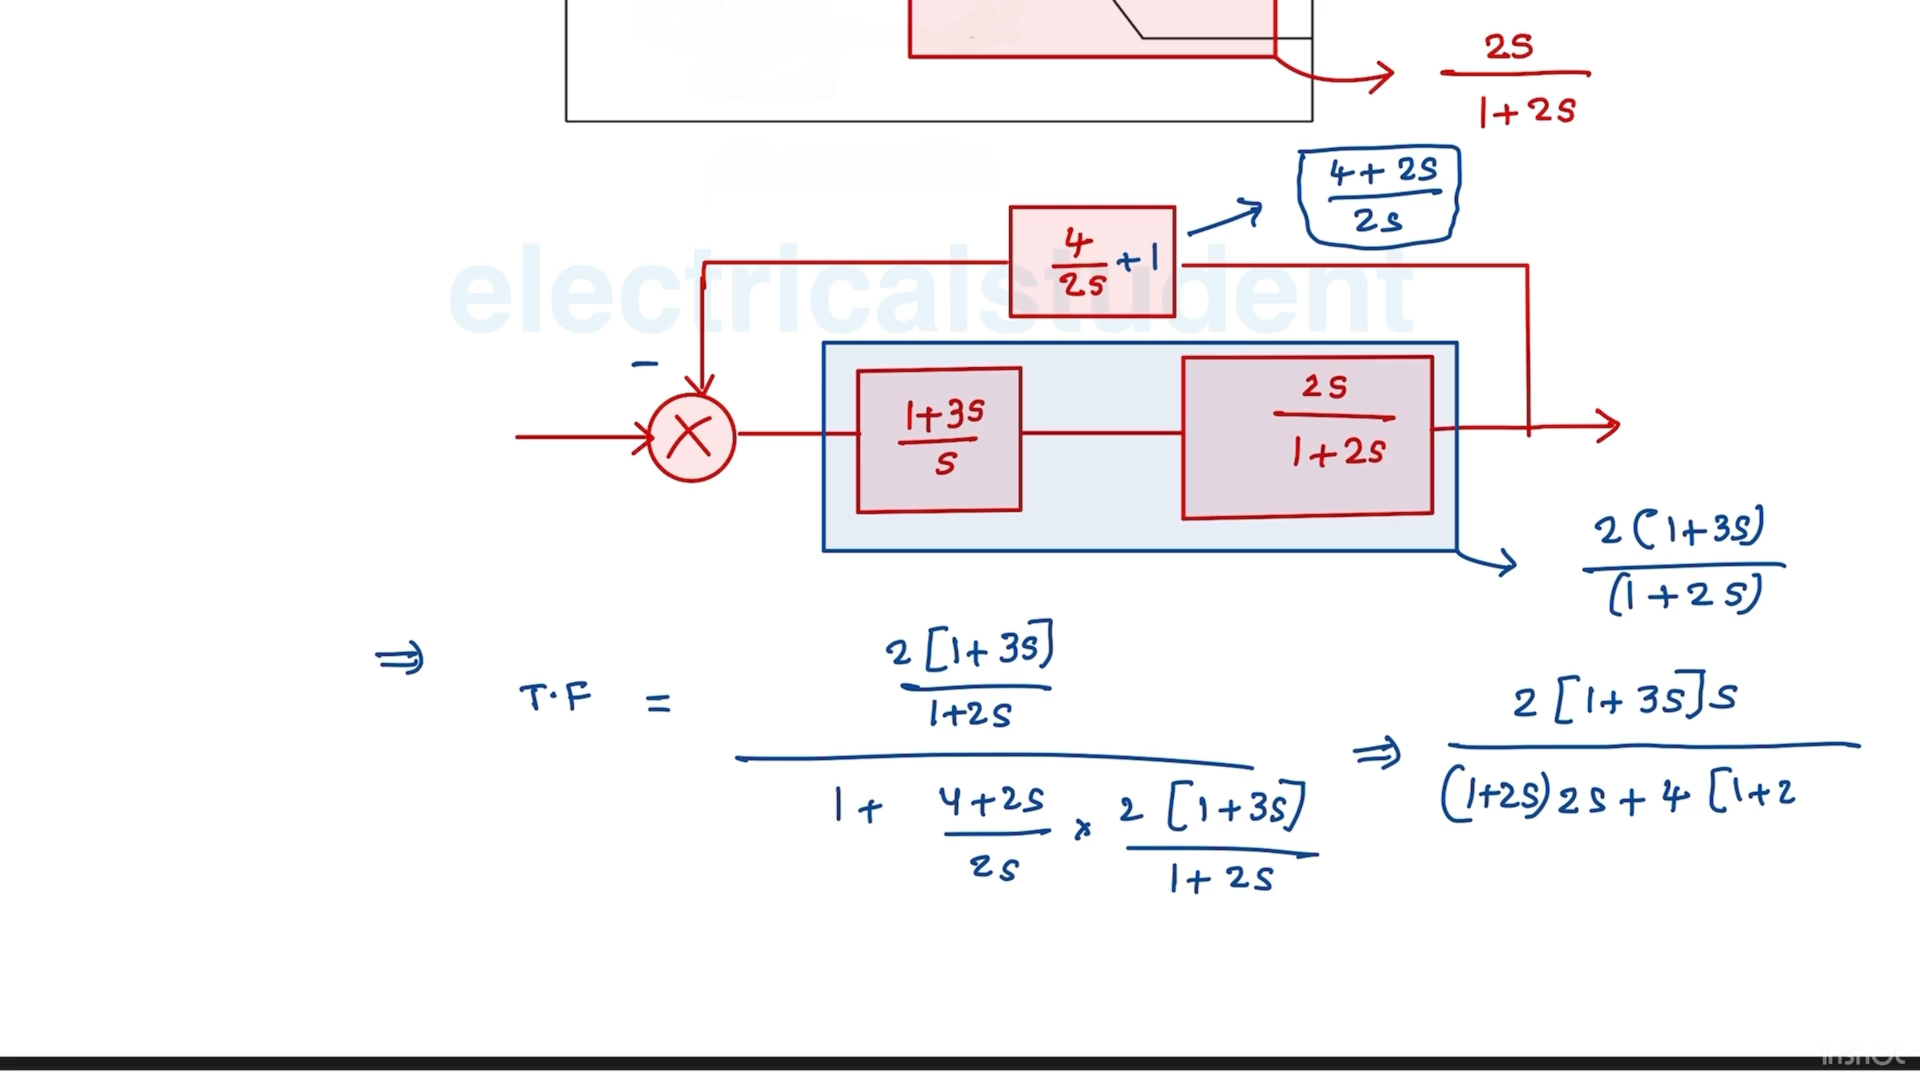 2s
1+2s
4+2s
2s
4
2s
+1
electricalstudent
-
1+3s
s
2s
1+2s
2(1+3s)
(1+2s)
⇒
2[1+3s]
1+2s
T.F =
1+ 4+2s × 2[1+3s]
2s 1+2s
⇒
2[1+3s]s
(1+2s)2s+4[1+2
inshot